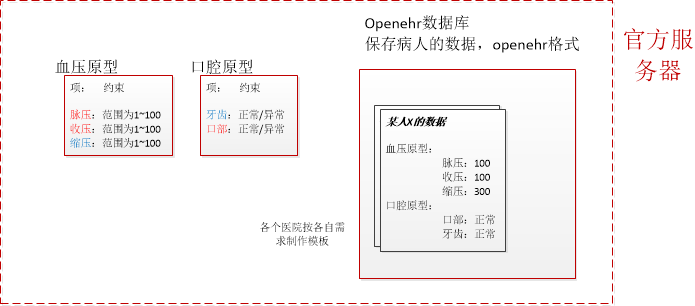 Openehr数据库
保存病人的数据，openehr格式
官方服
务器
血压原型
项： 约束
脉压：范围为1~100
收压：范围为1~100
缩压：范围为1~100
口腔原型
项： 约束
牙齿：正常/异常
口部：正常/异常
某人X的数据
血压原型：
脉压：100
收压：100
缩压：300
口腔原型：
口部：正常
牙齿：正常
各个医院按各自需
求制作模板